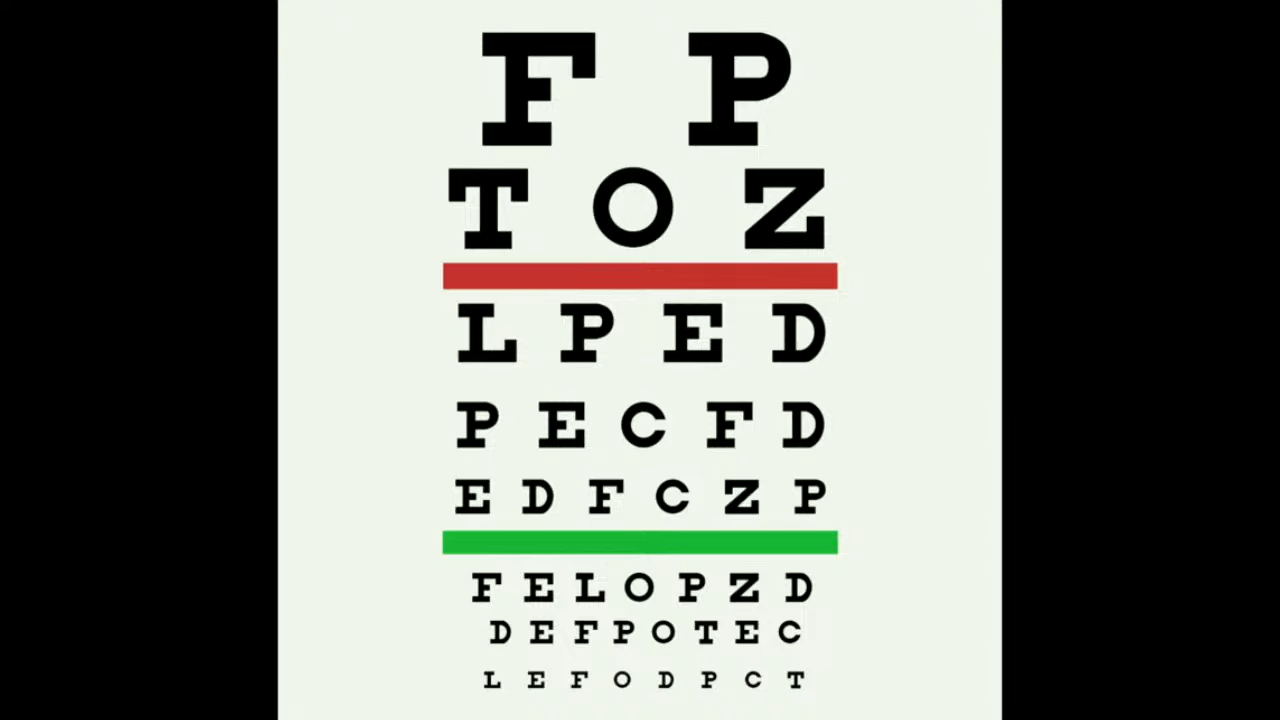 F P
T O Z
L P E D
P E C F D
E D F C Z P
F E L O P Z D
D E F P O T E C
L E F O D P C T